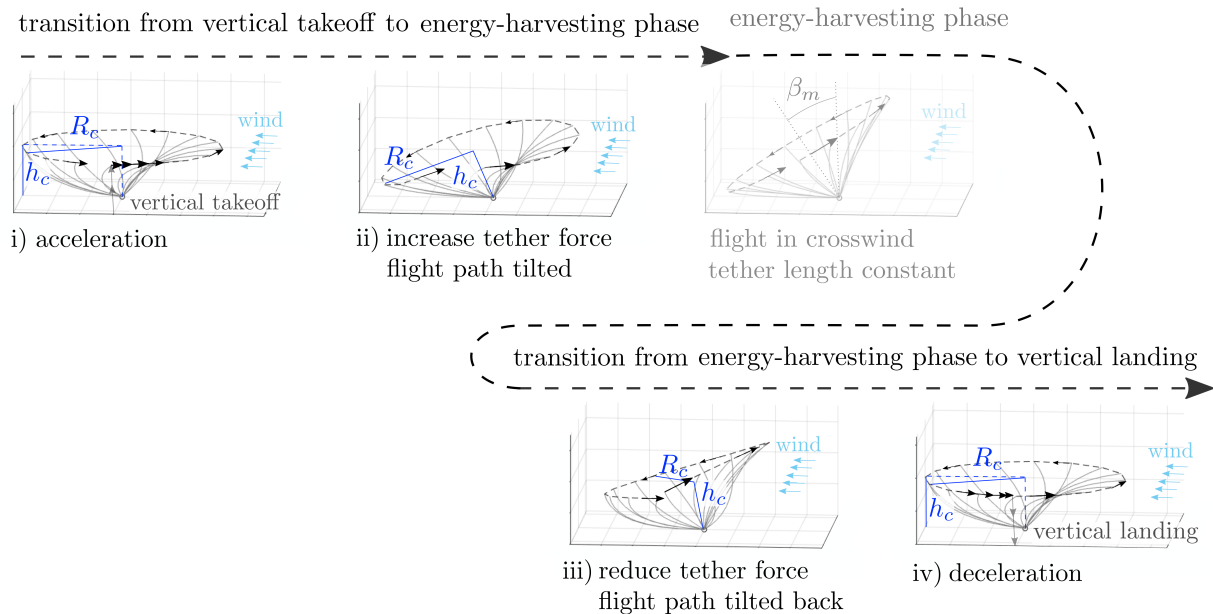 transition from vertical takeoff to energy-harvesting phase
energy-harvesting phase
R_c
wind
h_c
vertical takeoff
i) acceleration
R_c
wind
h_c
ii) increase tether force
flight path tilted
β_m
wind
flight in crosswind
tether length constant
transition from energy-harvesting phase to vertical landing
wind
R_c
h_c
iii) reduce tether force
flight path tilted back
wind
R_c
h_c
vertical landing
iv) deceleration